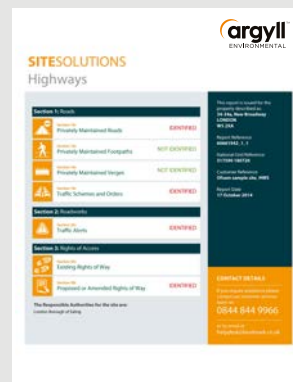 argyll
ENVIRONMENTAL
SITESOLUTIONS
Highways
Section 1: Roads
Privately Maintained Roads
IDENTIFIED
Privately Maintained Footpaths
NOT IDENTIFIED
Privately Maintained Verges
NOT IDENTIFIED
Traffic Schemes and Orders
IDENTIFIED
Section 2: Roadworks
Traffic Alerts
IDENTIFIED
Section 3: Rights of Access
Existing Rights of Way
Proposed or Amended Rights of Way
IDENTIFIED
The Responsible Authorities for the site are:
London Borough of Ealing
This report is issued for the
property described as:
New Broadway
LONDON
Report Reference
National Grid Reference
Customer Reference
Report Date
17 October 2014
CONTACT DETAILS
0844 844 9966